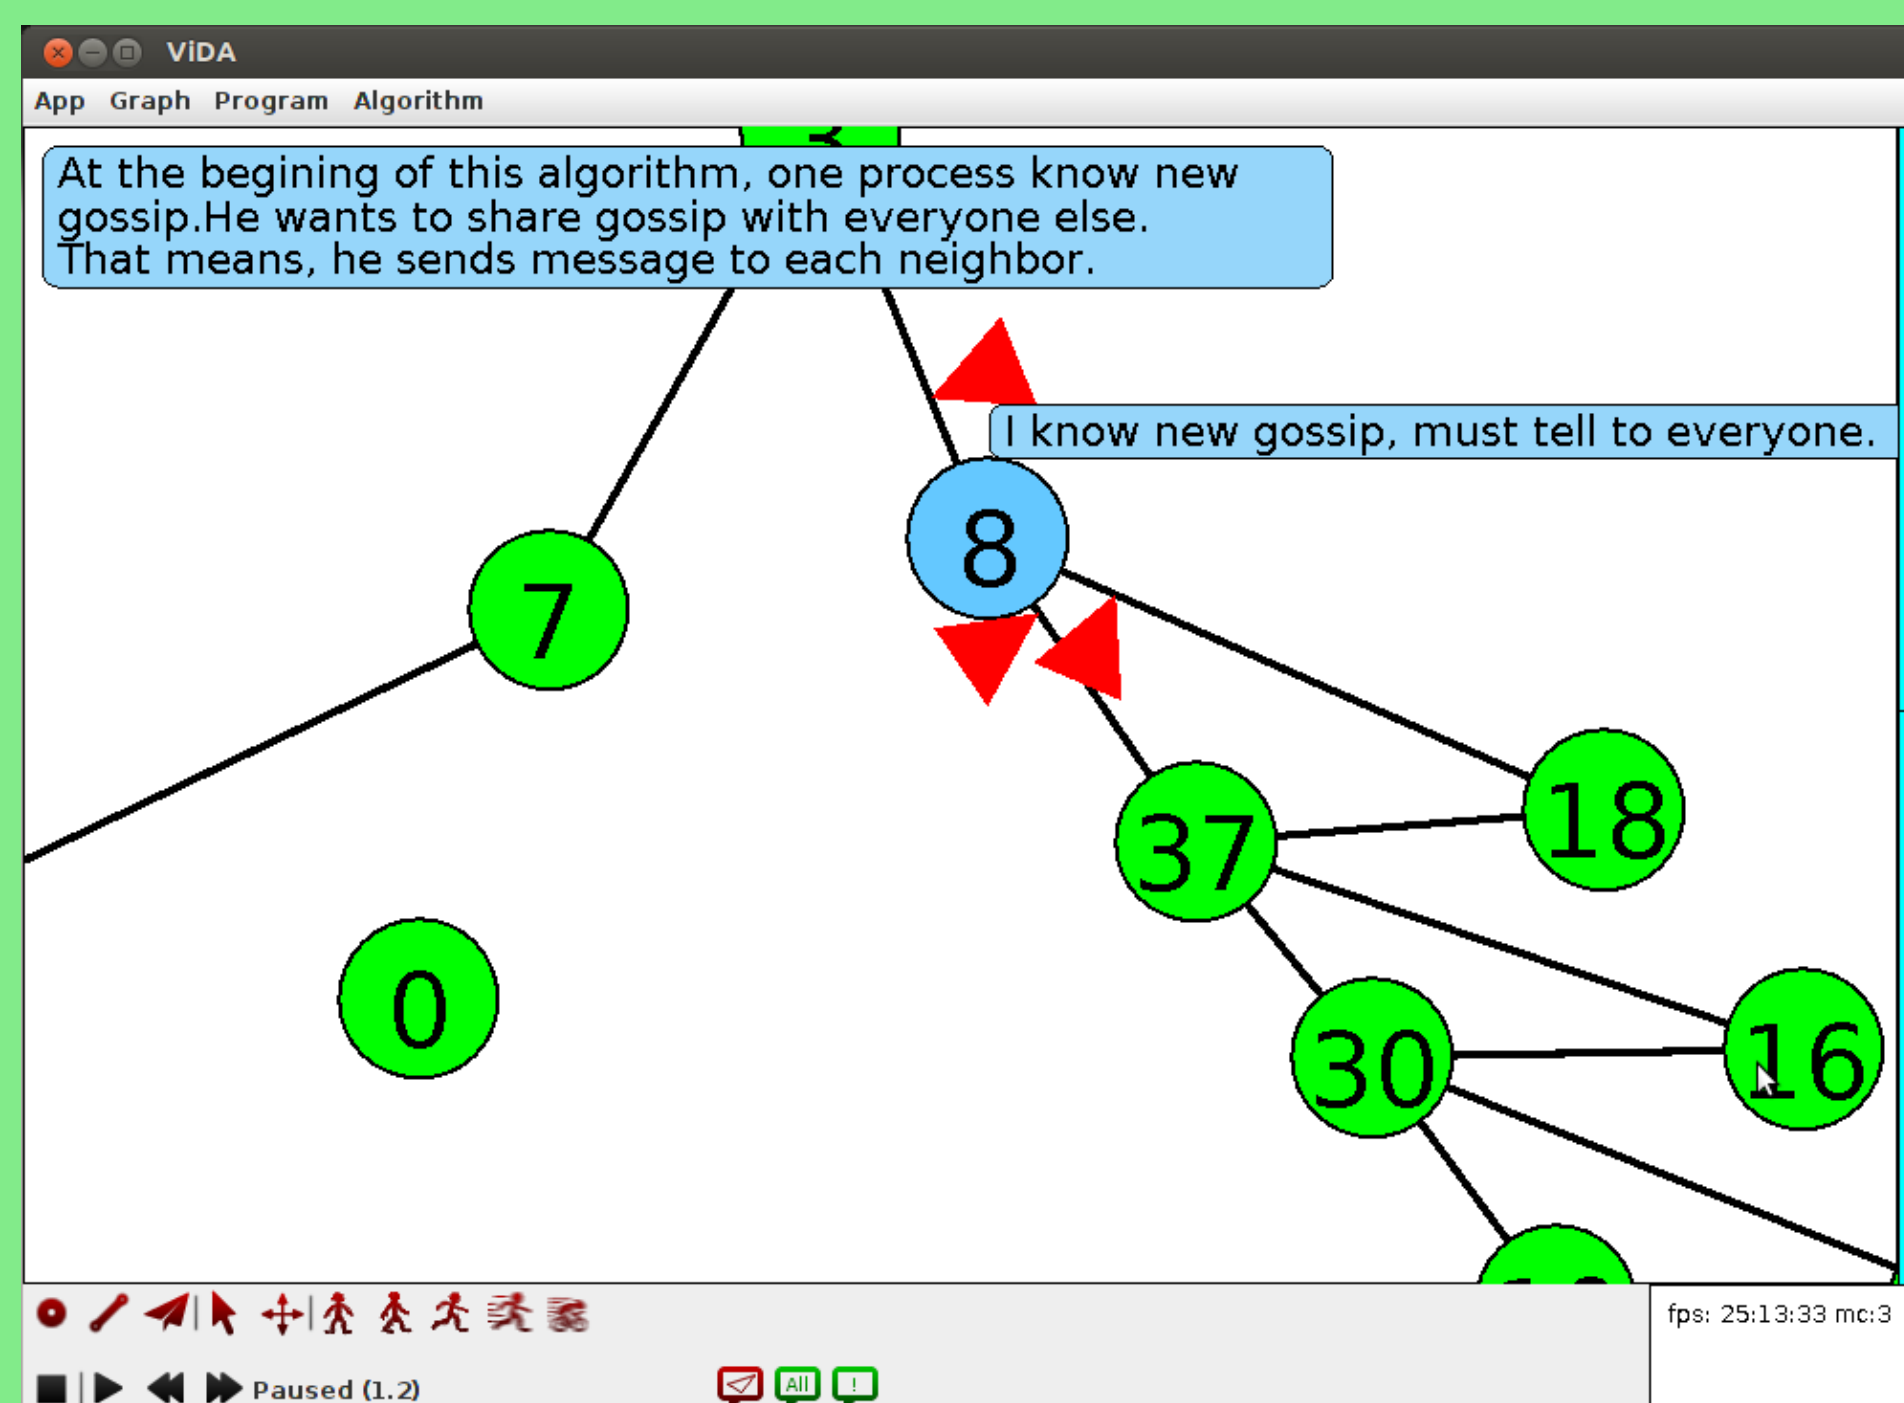 ViDA
App Graph Program Algorithm
3
At the begining of this algorithm, one process know new
gossip.He wants to share gossip with everyone else.
That means, he sends message to each neighbor.
I know new gossip, must tell to everyone.
8
7
37
18
0
30
16
fps: 25:13:33 mc:3
Paused (1.2)
All
!